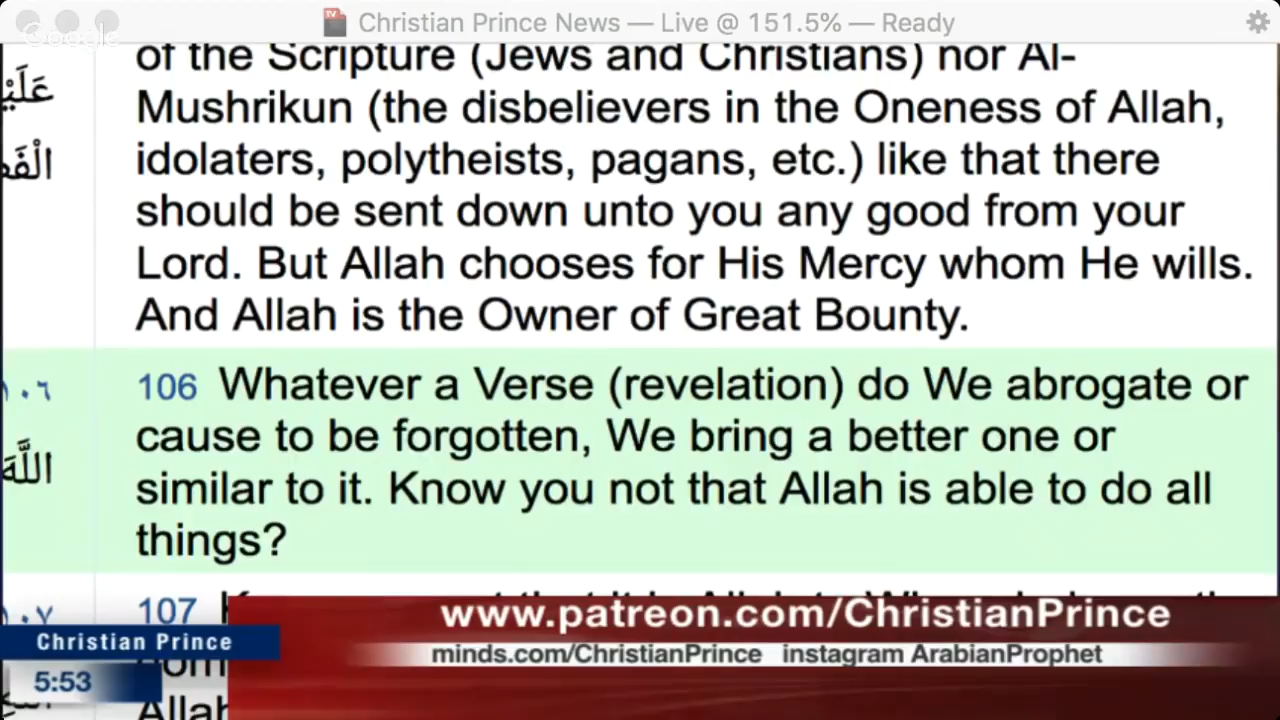 Christian Prince News — Live @ 151.5% — Ready
Google
of the Scripture (Jews and Christians) nor Al-
Mushrikun (the disbelievers in the Oneness of Allah,
idolaters, polytheists, pagans, etc.) like that there
should be sent down unto you any good from your
Lord. But Allah chooses for His Mercy whom He wills.
And Allah is the Owner of Great Bounty.
106 Whatever a Verse (revelation) do We abrogate or
cause to be forgotten, We bring a better one or
similar to it. Know you not that Allah is able to do all
things?
اللَّهَ
107
www.patreon.com/ChristianPrince
Christian Prince
minds.com/ChristianPrince instagram ArabianProphet
5:53
Allah